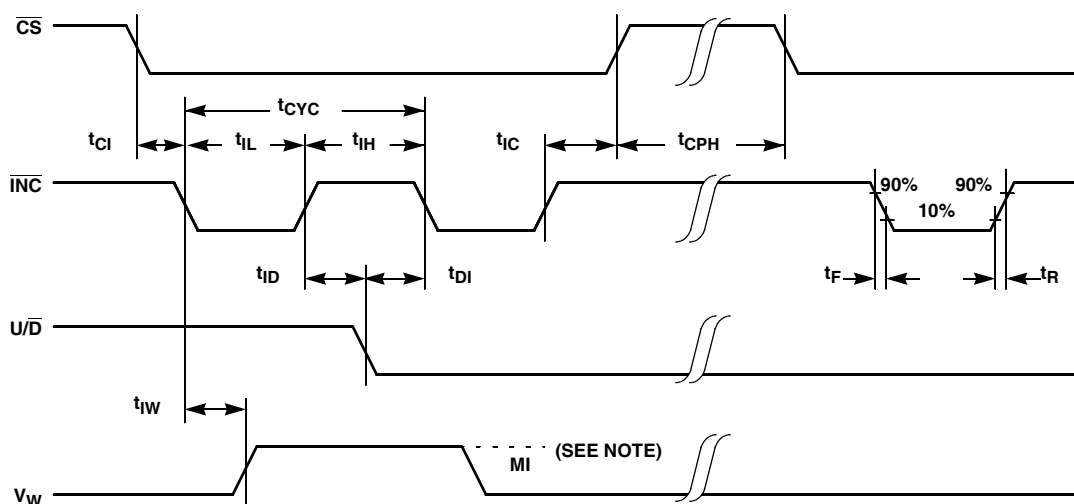 CS
tCYC
tCI
tIL
tIH
tIC
tCPH
INC
90%
90%
10%
tID
tDI
tF
tR
U/D
tIW
MI
(SEE NOTE)
VW